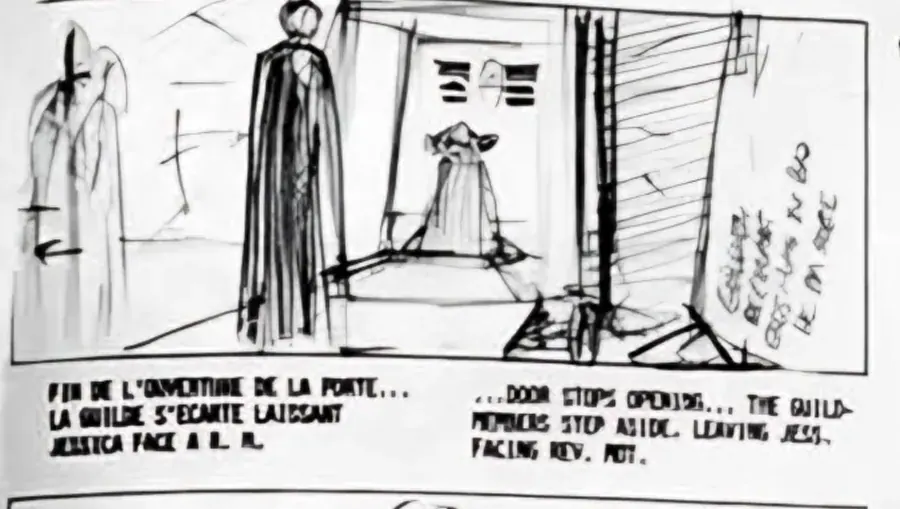 FIN DE L'OUVERTURE DE LA PORTE...
LA GUILDE S'ECARTE LAISSANT
JESSICA FACE A R. M.
...DOOR STOPS OPENING... THE GUILD-
MEMBERS STEP ASIDE. LEAVING JESS.
FACING REV. MOT.